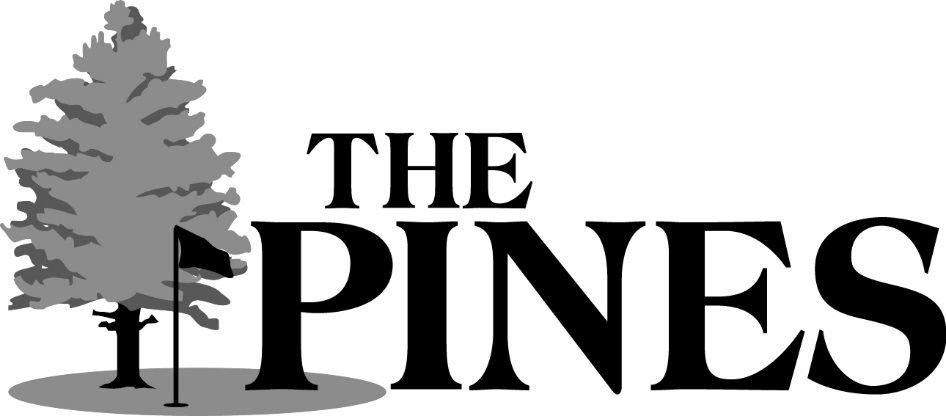 THE
PINES